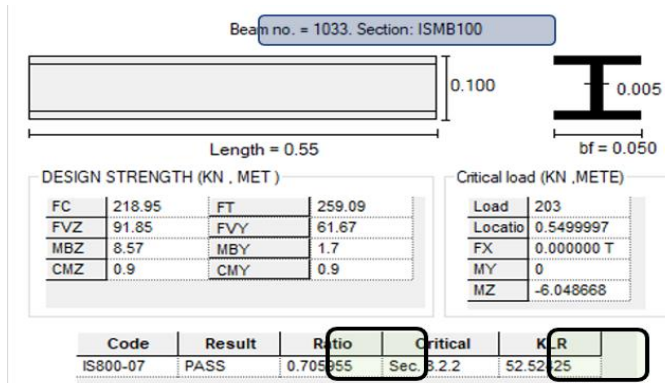 Beam no. = 1033. Section: ISMB100
0.100
0.005
Length = 0.55
bf = 0.050
DESIGN STRENGTH (KN , MET )
FC 218.95 FT 259.09
FVZ 91.85 FVY 61.67
MBZ 8.57 MBY 1.7
CMZ 0.9 CMY 0.9
Critical load (KN ,METE)
Load 203
Locatio 0.5499997
FX 0.000000 T
MY 0
MZ -6.048668
Code Result Ratio Critical KLR
IS800-07 PASS 0.705955 Sec. 8.2.2